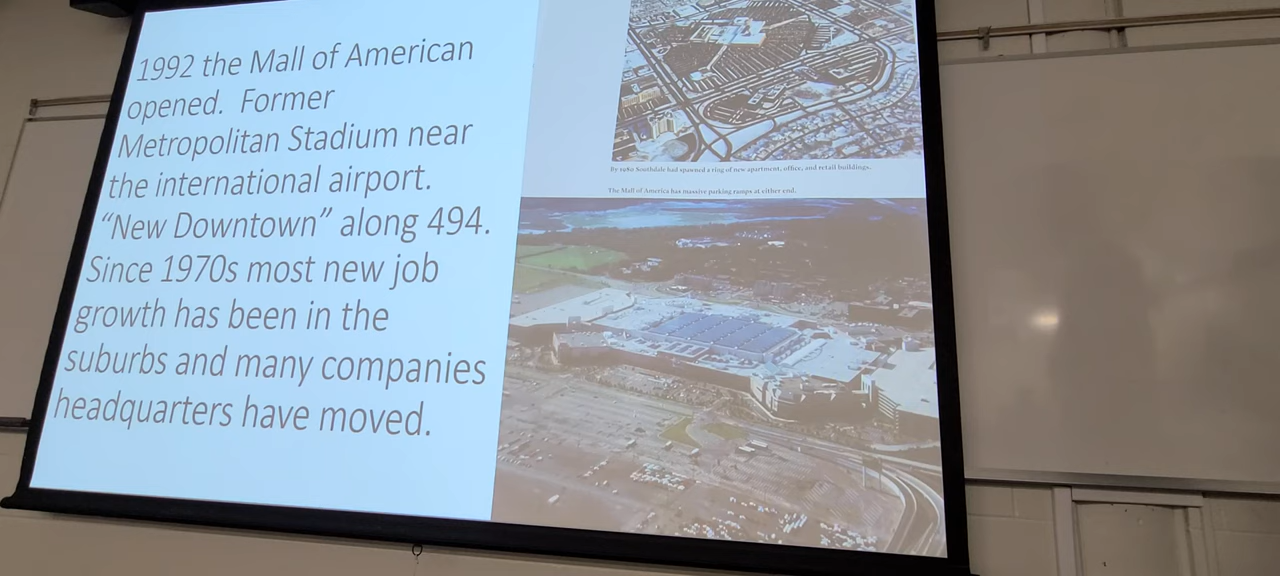 1992 the Mall of American
opened. Former
Metropolitan Stadium near
the international airport.
“New Downtown” along 494.
Since 1970s most new job
growth has been in the
suburbs and many companies
headquarters have moved.
By 1980 Southdale had spawned a ring of new apartment, office, and retail buildings.
The Mall of America has massive parking ramps at either end.